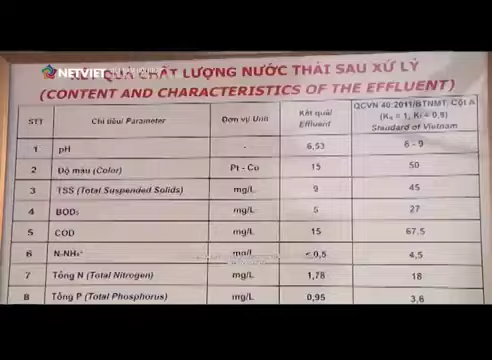 NETVIET
KẾT QUẢ CHẤT LƯỢNG NƯỚC THẢI SAU XỬ LÝ
(CONTENT AND CHARACTERISTICS OF THE EFFLUENT)
STT Chỉ tiêu/ Parameter Đơn vị/ Unit Kết quả/ Effluent QCVN 40:2011/BTNMT, Cột A (Kq = 1, Kf = 0,9) Standard of Vietnam
1 pH - 6,53 6 - 9
2 Độ màu (Color) Pt - Co 15 50
3 TSS (Total Suspended Solids) mg/L 9 45
4 BOD₅ mg/L 5 27
5 COD mg/L 15 67,5
6 N-NH₄⁺ mg/l < 0,5 4,5
7 Tổng N (Total Nitrogen) mg/L 1,78 18
8 Tổng P (Total Phosphorus) mg/L 0,95 3,6